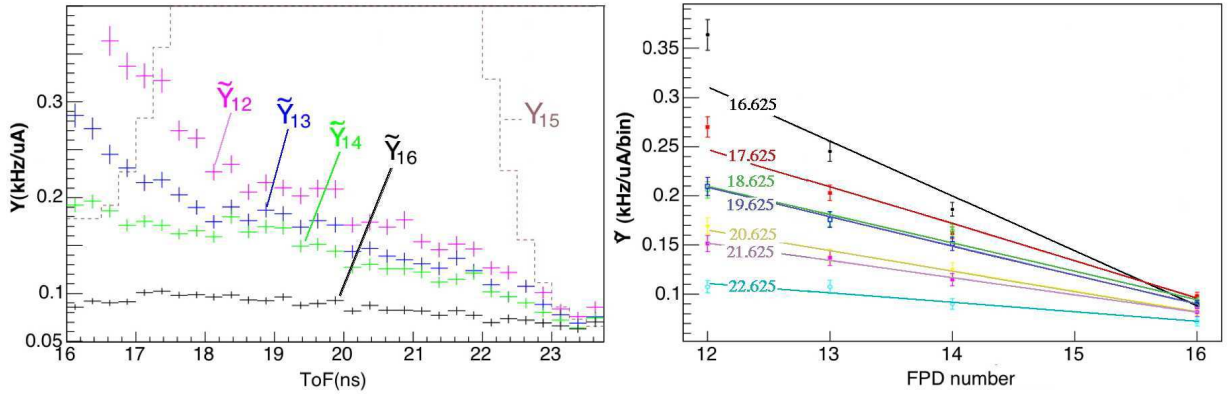 Y(kHz/uA)
0.3
0.2
0.1
0.05
Ỹ12
Ỹ13
Ỹ14
Ỹ16
Y15
16 17 18 19 20 21 22 23
ToF(ns)
Ỹ (kHz/uA/bin)
0.35
0.3
0.25
0.2
0.15
0.1
16.625
17.625
18.625
19.625
20.625
21.625
22.625
12 13 14 15 16
FPD number